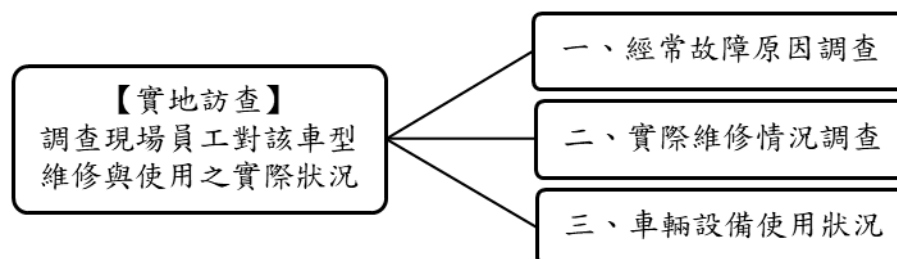 【實地訪查】
調查現場員工對該車型
維修與使用之實際狀況
一、經常故障原因調查
二、實際維修情況調查
三、車輛設備使用狀況